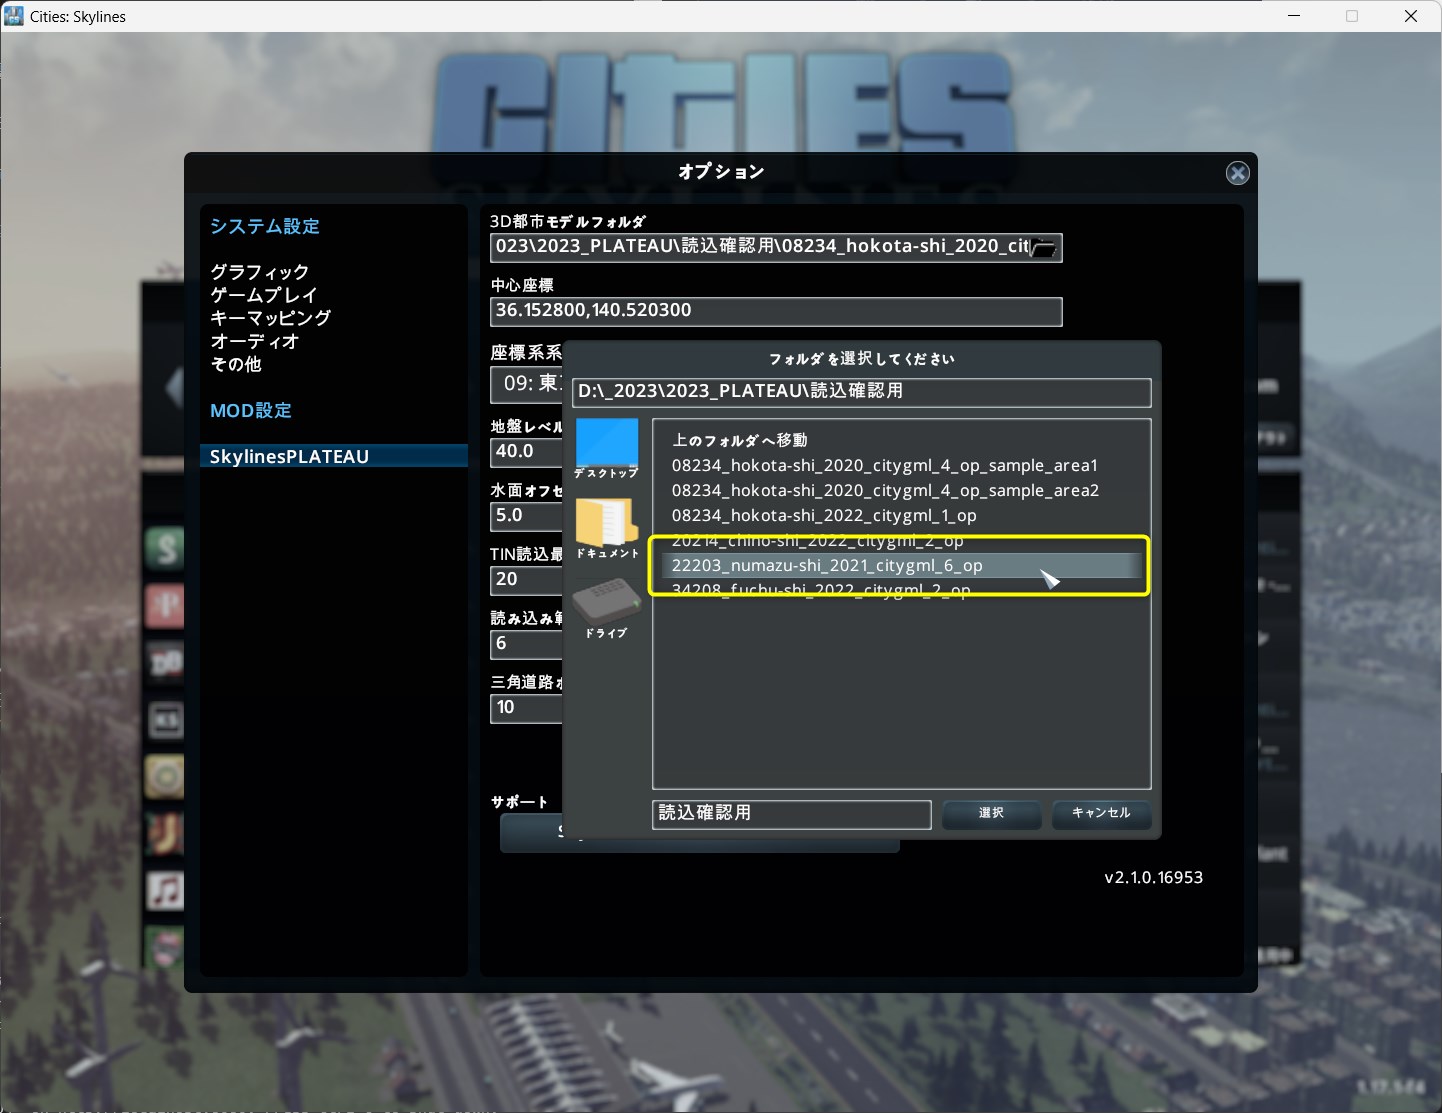 Cities: Skylines
CITIES
SKYLINES
オプション
システム設定
グラフィック
ゲームプレイ
キーマッピング
オーディオ
その他
MOD設定
SkylinesPLATEAU
3D都市モデルフォルダ
023\2023_PLATEAU\読込確認用\08234_hokota-shi_2020_cit
中心座標
36.152800,140.520300
座標系系
09: 東
地盤レベル
40.0
水面オフセ
5.0
TIN読込最
20
読み込み範
6
三角道路ポ
10
サポート
フォルダを選択してください
D:\_2023\2023_PLATEAU\読込確認用
デスクトップ
ドキュメント
ドライブ
上のフォルダへ移動
08234_hokota-shi_2020_citygml_4_op_sample_area1
08234_hokota-shi_2020_citygml_4_op_sample_area2
08234_hokota-shi_2022_citygml_1_op
20214_chino-shi_2022_citygml_2_op
22203_numazu-shi_2021_citygml_6_op
34208_fuchu-shi_2022_citygml_2_op
読込確認用
選択
キャンセル
v2.1.0.16953